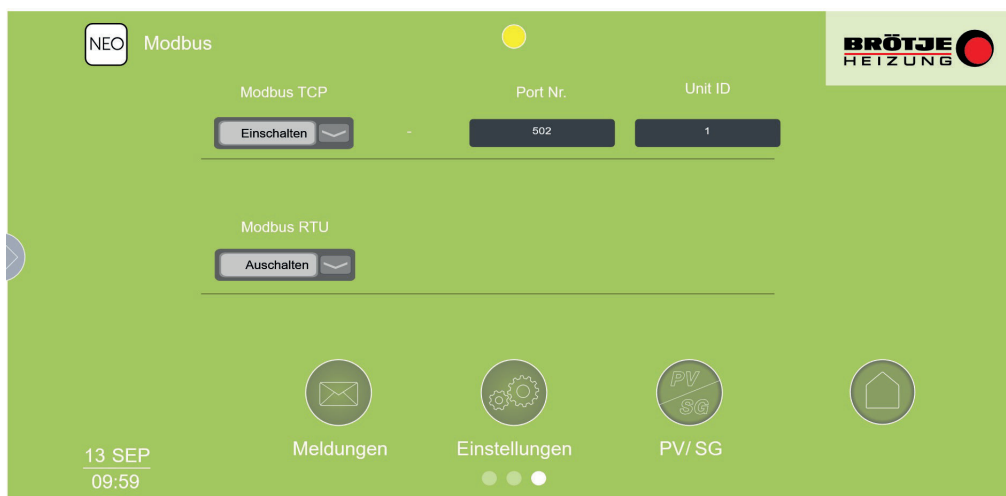 NEO Modbus
BRÖTJE
HEIZUNG
Modbus TCP Port Nr. Unit ID
Einschalten - 502 1
Modbus RTU
Auschalten
PV
SG
Meldungen Einstellungen PV/ SG
13 SEP
09:59